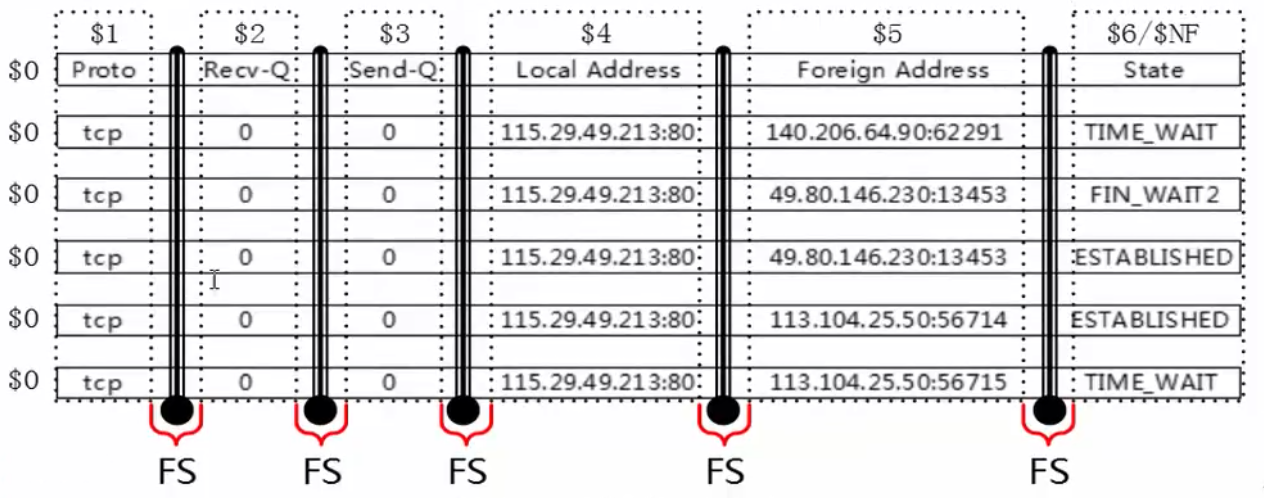 $1 $2 $3 $4 $5 $6/$NF
$0 Proto Recv-Q Send-Q Local Address Foreign Address State
$0 tcp 0 0 115.29.49.213:80 140.206.64.90:62291 TIME_WAIT
$0 tcp 0 0 115.29.49.213:80 49.80.146.230:13453 FIN_WAIT2
$0 tcp 0 0 115.29.49.213:80 49.80.146.230:13453 ESTABLISHED
$0 tcp 0 0 115.29.49.213:80 113.104.25.50:56714 ESTABLISHED
$0 tcp 0 0 115.29.49.213:80 113.104.25.50:56715 TIME_WAIT
FS FS FS FS FS